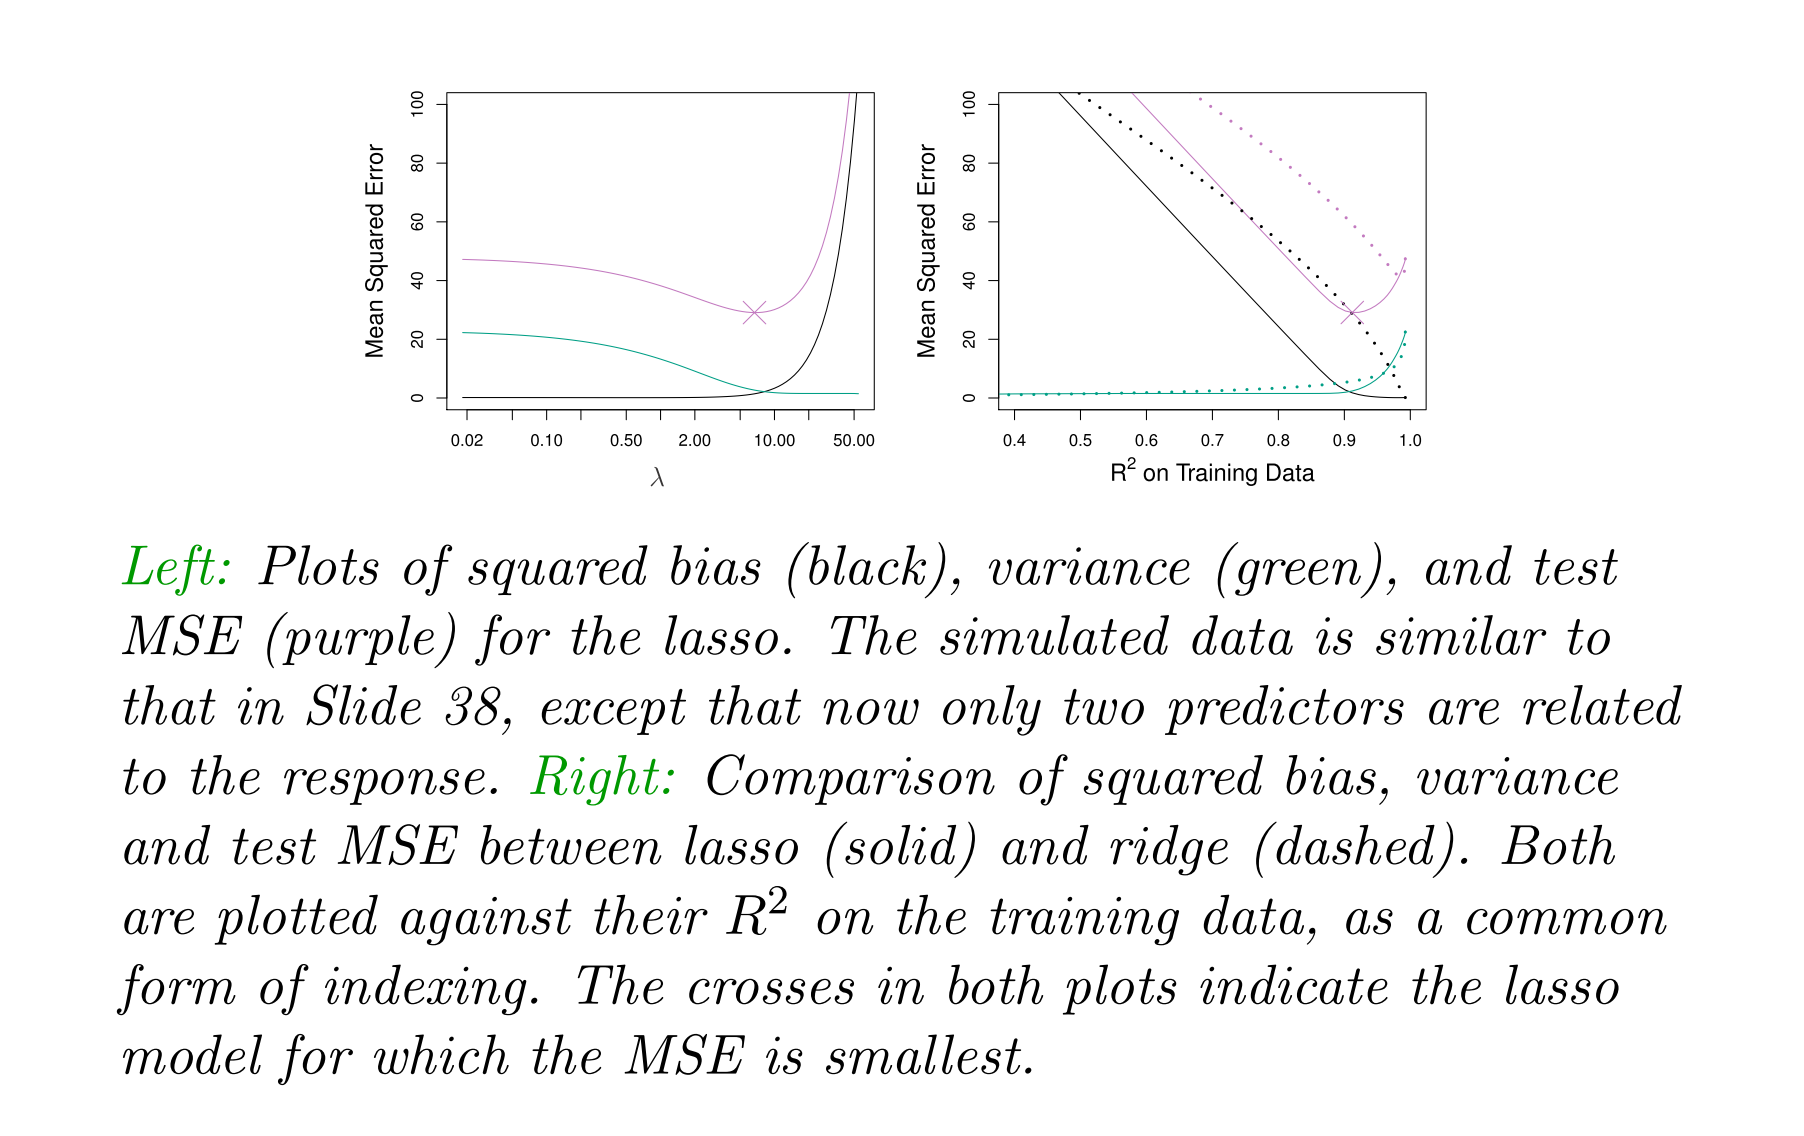 Mean Squared Error
0 20 40 60 80 100
0.02 0.10 0.50 2.00 10.00 50.00
λ
Mean Squared Error
0 20 40 60 80 100
0.4 0.5 0.6 0.7 0.8 0.9 1.0
R² on Training Data
Left: Plots of squared bias (black), variance (green), and test
MSE (purple) for the lasso. The simulated data is similar to
that in Slide 38, except that now only two predictors are related
to the response. Right: Comparison of squared bias, variance
and test MSE between lasso (solid) and ridge (dashed). Both
are plotted against their R² on the training data, as a common
form of indexing. The crosses in both plots indicate the lasso
model for which the MSE is smallest.